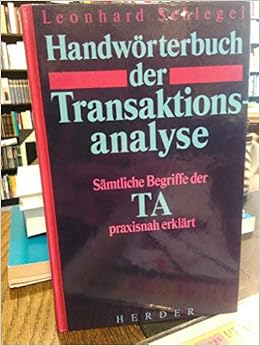 Leonhard Schlegel
Handwörterbuch
der
Transaktions-
analyse
Sämtliche Begriffe der
TA
praxisnah erklärt
HERDER